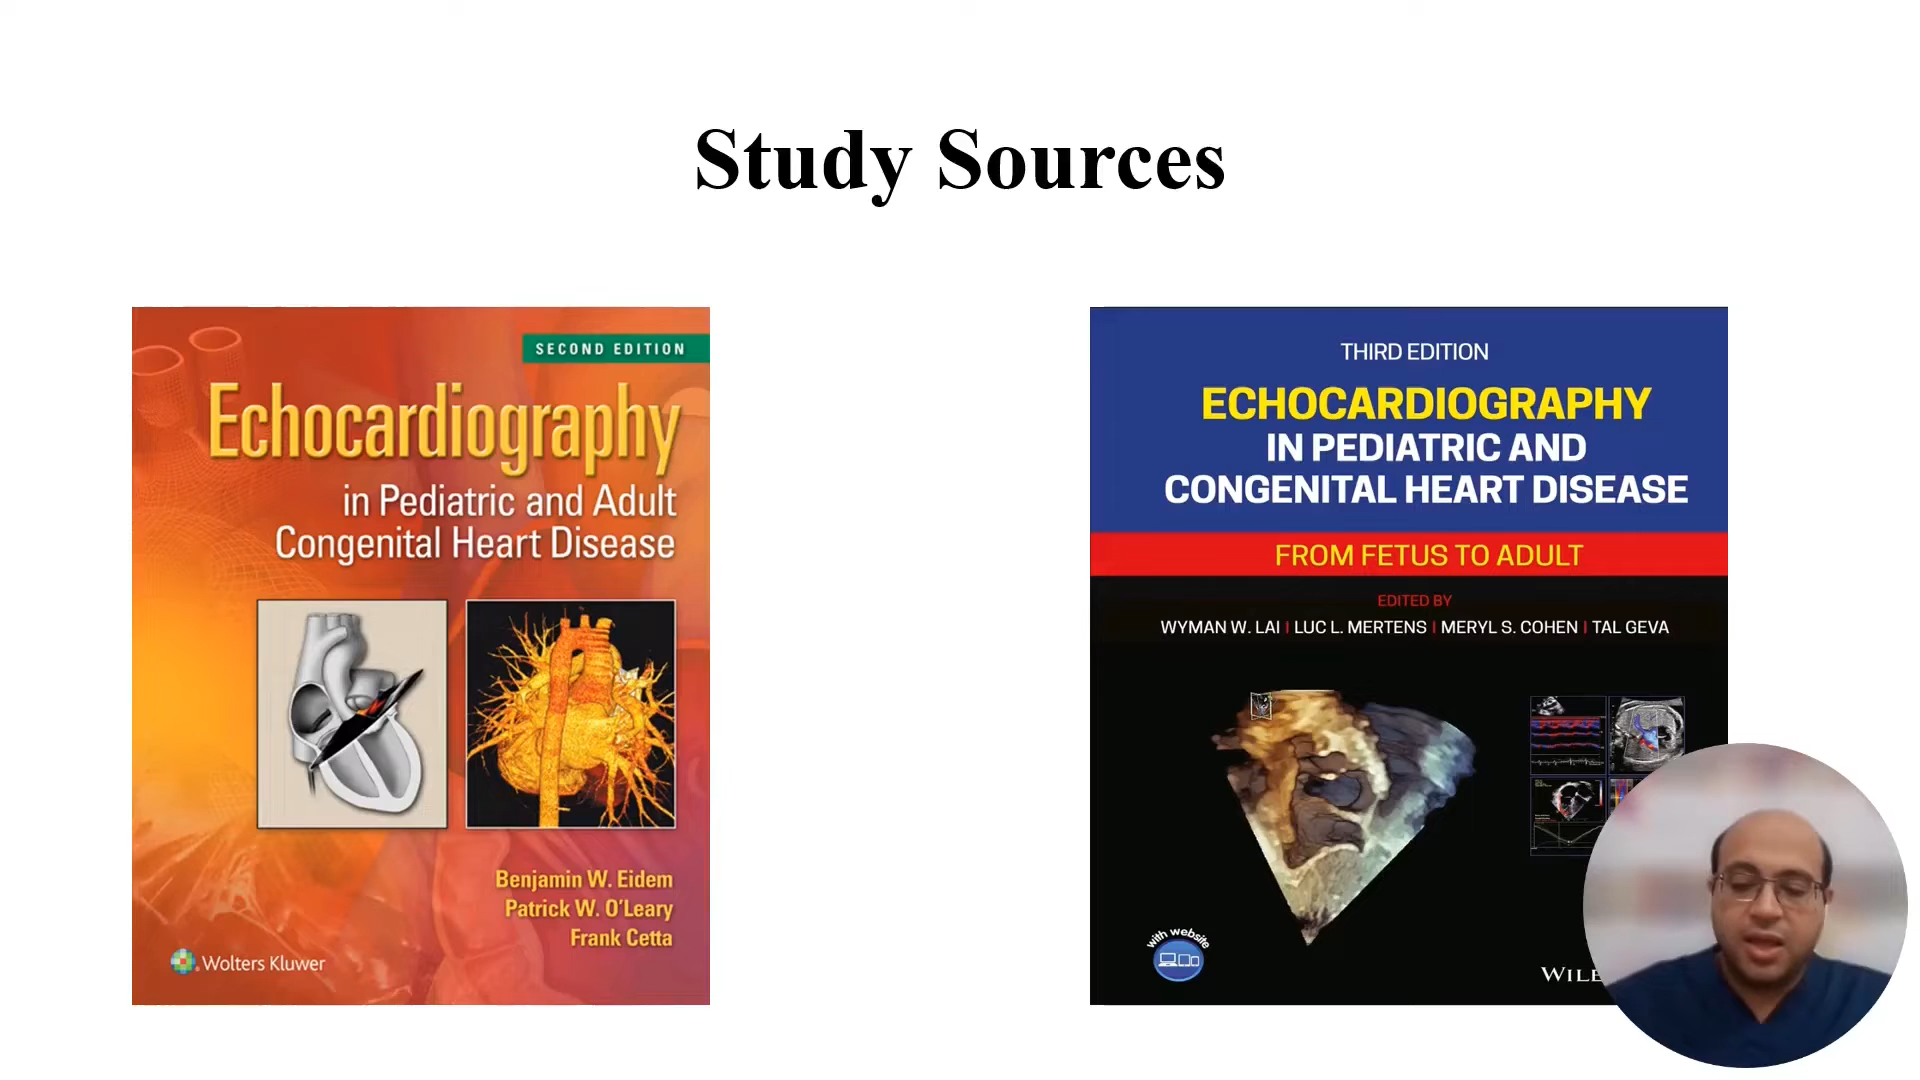 Study Sources
SECOND EDITION
Echocardiography
in Pediatric and Adult
Congenital Heart Disease
Benjamin W. Eidem
Patrick W. O'Leary
Frank Cetta
Wolters Kluwer
THIRD EDITION
ECHOCARDIOGRAPHY
IN PEDIATRIC AND
CONGENITAL HEART DISEASE
FROM FETUS TO ADULT
EDITED BY
WYMAN W. LAI | LUC L. MERTENS | MERYL S. COHEN | TAL GEVA
with website